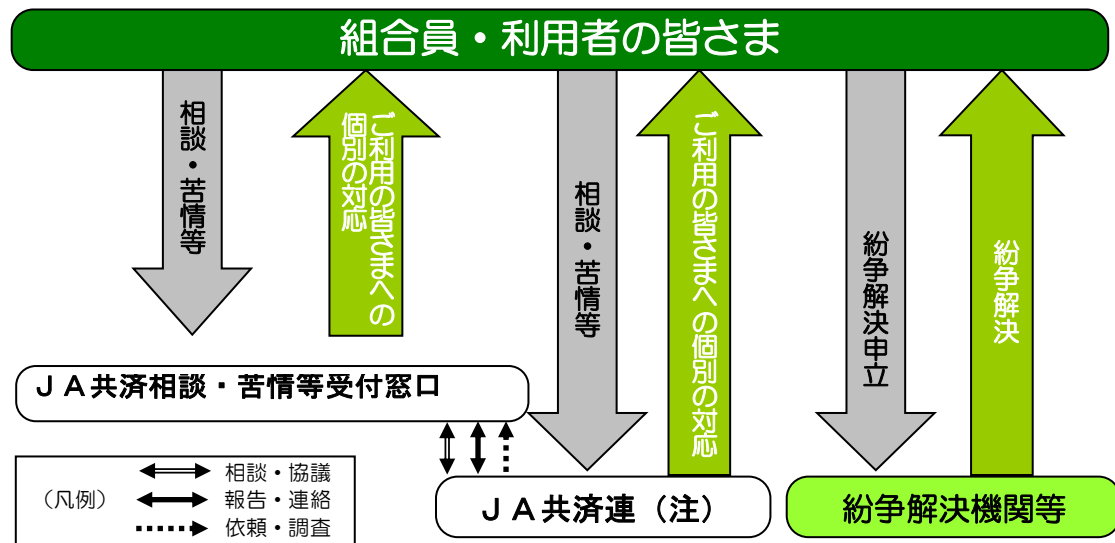 組合員・利用者の皆さま
相談・苦情等
ご利用の皆さまへの
個別の対応
相談・苦情等
ご利用の皆さまへの個別の対応
紛争解決申立
紛争解決
ＪＡ共済相談・苦情等受付窓口
（凡例）
相談・協議
報告・連絡
依頼・調査
ＪＡ共済連（注）
紛争解決機関等